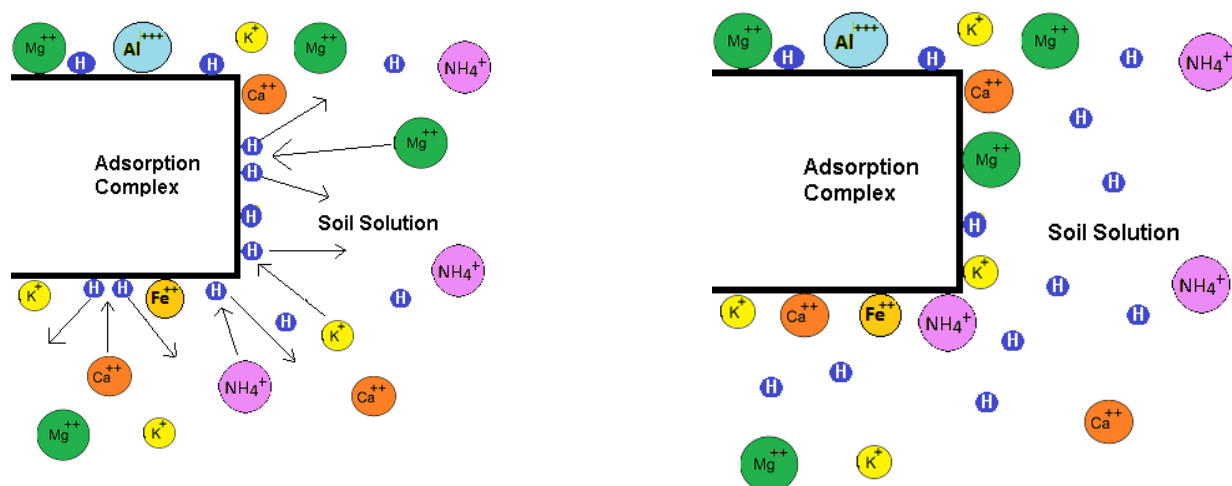 Mg++
H
Al+++
H
K+
Mg++
H
NH4+
Ca++
H
Mg++
H
Adsorption
Complex
H
Soil Solution
H
NH4+
K+
H
H
Fe++
H
H
H
K+
Ca++
NH4+
Ca++
Mg++
K+
Mg++
H
Al+++
H
K+
Mg++
H
NH4+
Ca++
H
Mg++
Adsorption
Complex
H
H
Soil Solution
K+
H
NH4+
K+
Ca++
Fe++
NH4+
H
H
H
H
H
Ca++
Mg++
K+